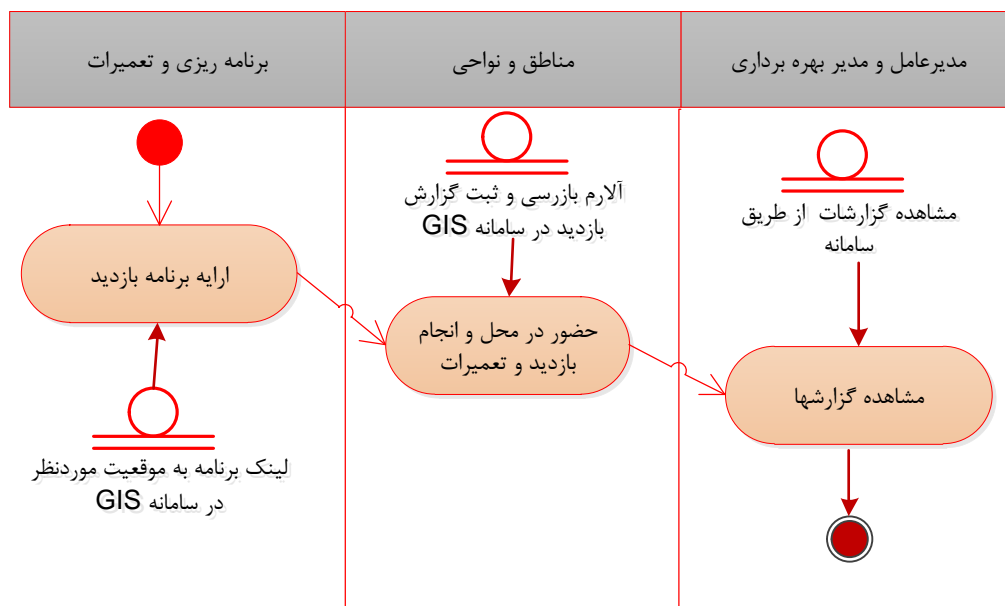 برنامه ریزی و تعمیرات
مناطق و نواحی
مدیرعامل و مدیر بهره برداری
ارایه برنامه بازدید
لینک برنامه به موقعیت موردنظر
در سامانه GIS
آلارم بازرسی و ثبت گزارش
بازدید در سامانه GIS
حضور در محل و انجام
بازدید و تعمیرات
مشاهده گزارشات از طریق
سامانه
مشاهده گزارشها